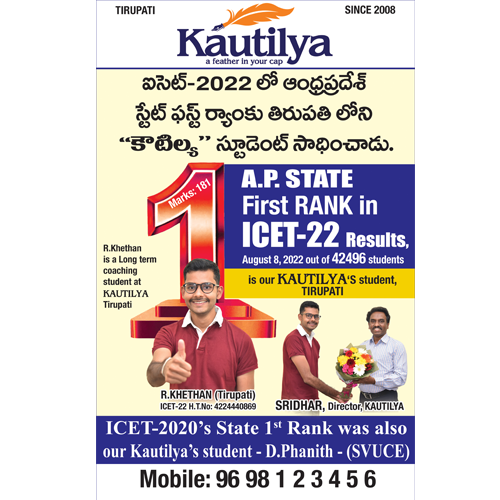 TIRUPATI
SINCE 2008
Kautilya
a feather in your cap
ఐసెట్-2022 లో ఆంధ్రప్రదేశ్
స్టేట్ ఫస్ట్ ర్యాంకు తిరుపతి లోని
“కౌటిల్య” స్టూడెంట్ సాధించాడు.
1
Marks: 181
A.P. STATE
First RANK in
ICET-22 Results,
August 8, 2022 out of 42496 students
is our KAUTILYA'S student,
TIRUPATI
R.Khethan
is a Long term
coaching
student at
KAUTILYA
Tirupati
R.KHETHAN (Tirupati)
ICET-22 H.T.No: 4224440869
SRIDHAR, Director, KAUTILYA
ICET-2020's State 1st Rank was also
our Kautilya's student - D.Phanith - (SVUCE)
Mobile: 96 98 1 2 3 4 5 6